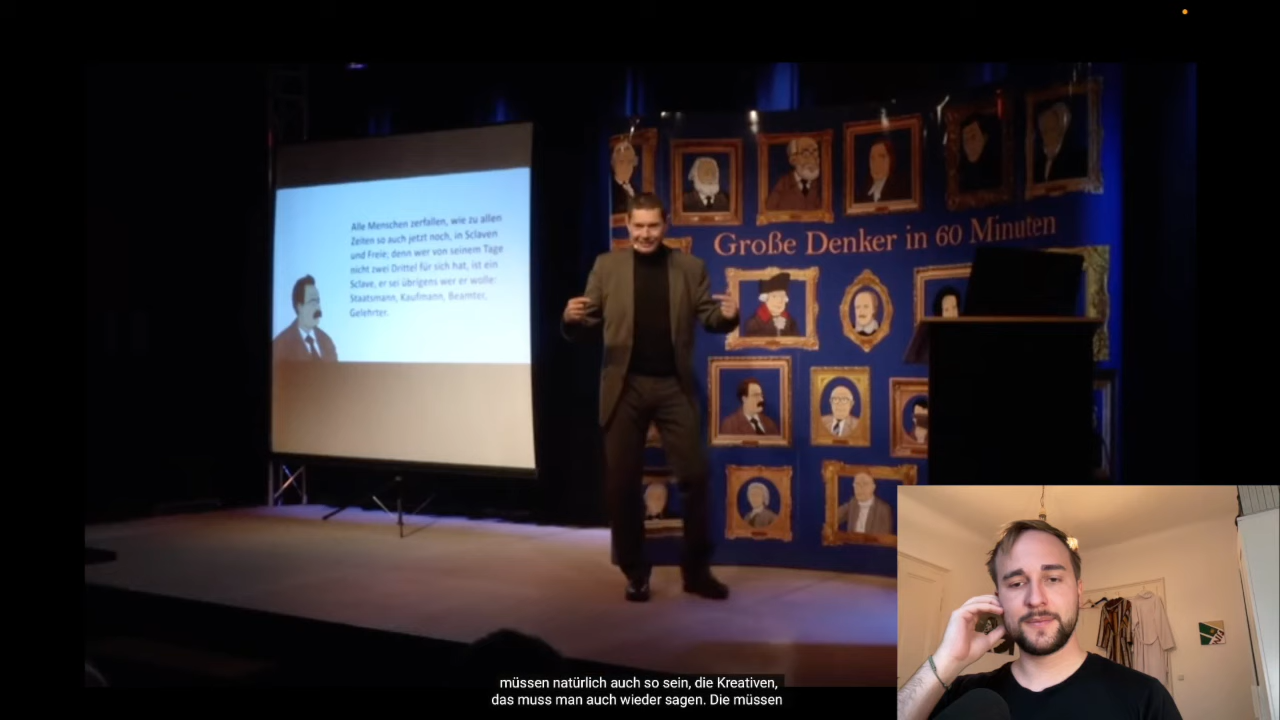 Alle Menschen zerfallen, wie zu allen
Zeiten so auch jetzt noch, in Sclaven
und Freie; denn wer von seinem Tage
nicht zwei Drittel für sich hat, ist ein
Sclave, er sei übrigens wer er wolle:
Staatsmann, Kaufmann, Beamter,
Gelehrter.
Große Denker in 60 Minuten
müssen natürlich auch so sein, die Kreativen,
das muss man auch wieder sagen. Die müssen